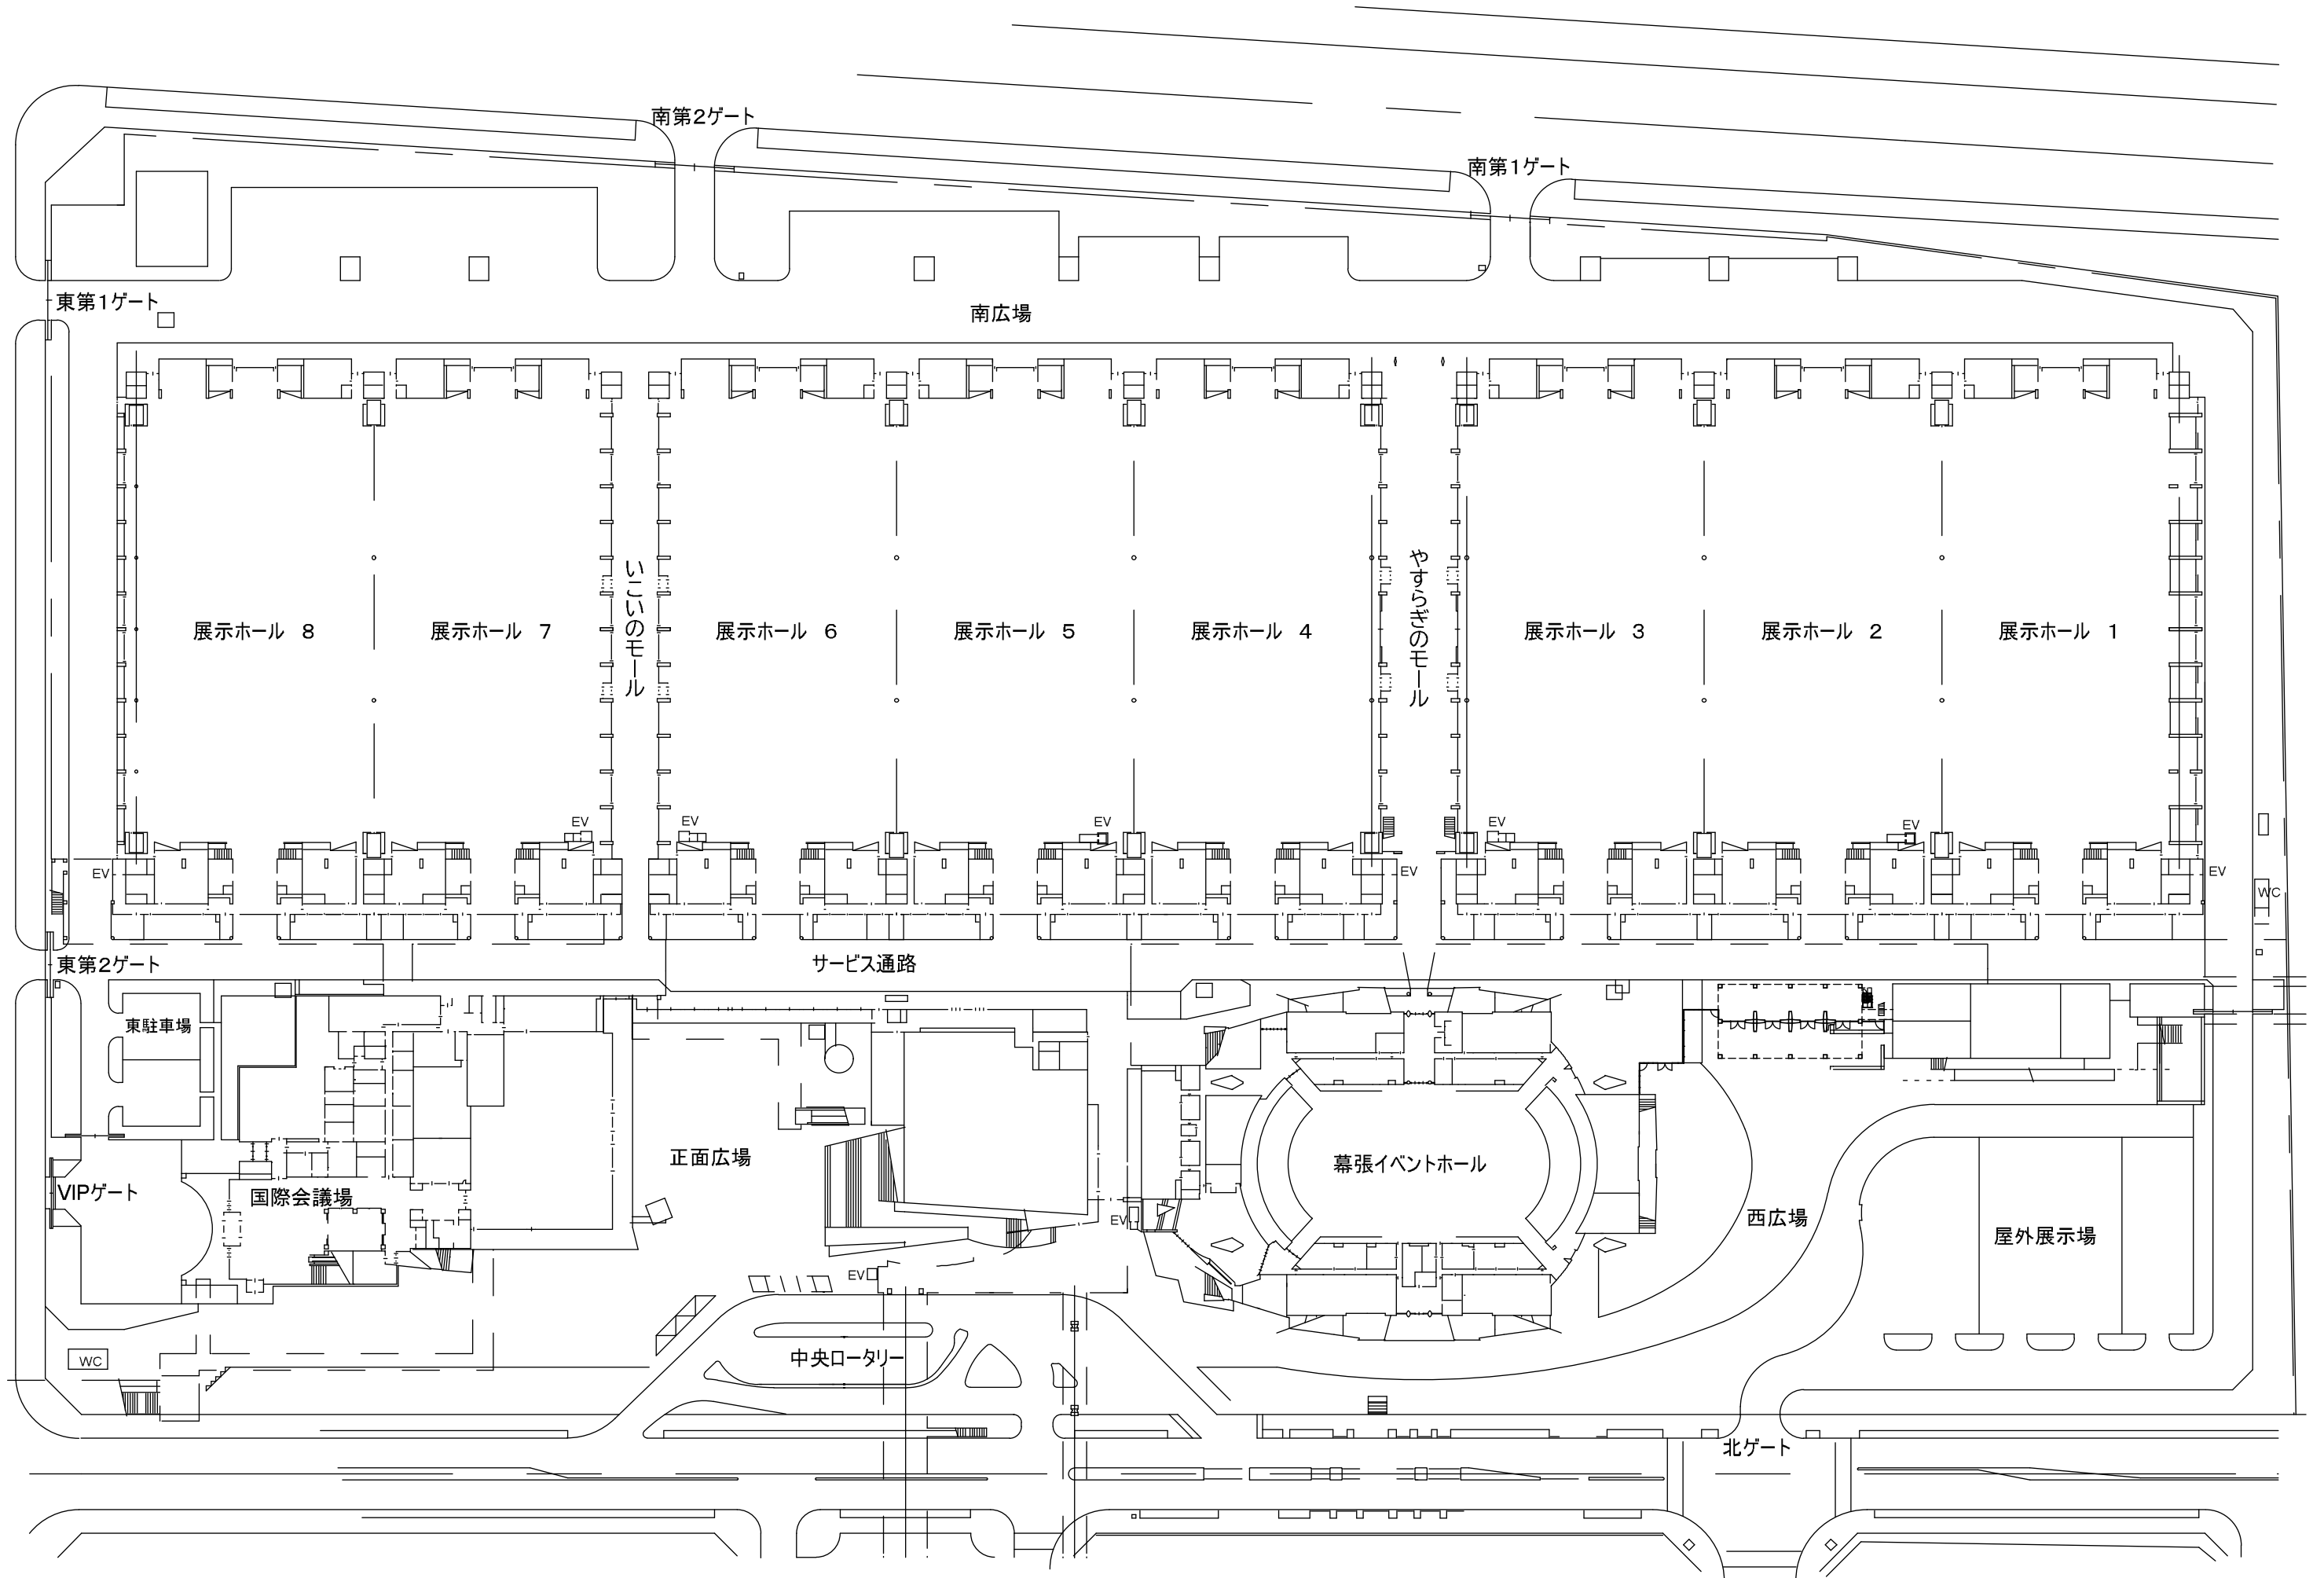 南第2ゲート
南第1ゲート
東第1ゲート
南広場
展示ホール 8
展示ホール 7
いこいのモール
展示ホール 6
展示ホール 5
展示ホール 4
やすらぎのモール
展示ホール 3
展示ホール 2
展示ホール 1
EV
EV
EV
EV
EV
EV
EV
EV
WC
東第2ゲート
サービス通路
東駐車場
正面広場
幕張イベントホール
VIPゲート
国際会議場
EV
西広場
屋外展示場
EV
WC
中央ロータリー
北ゲート